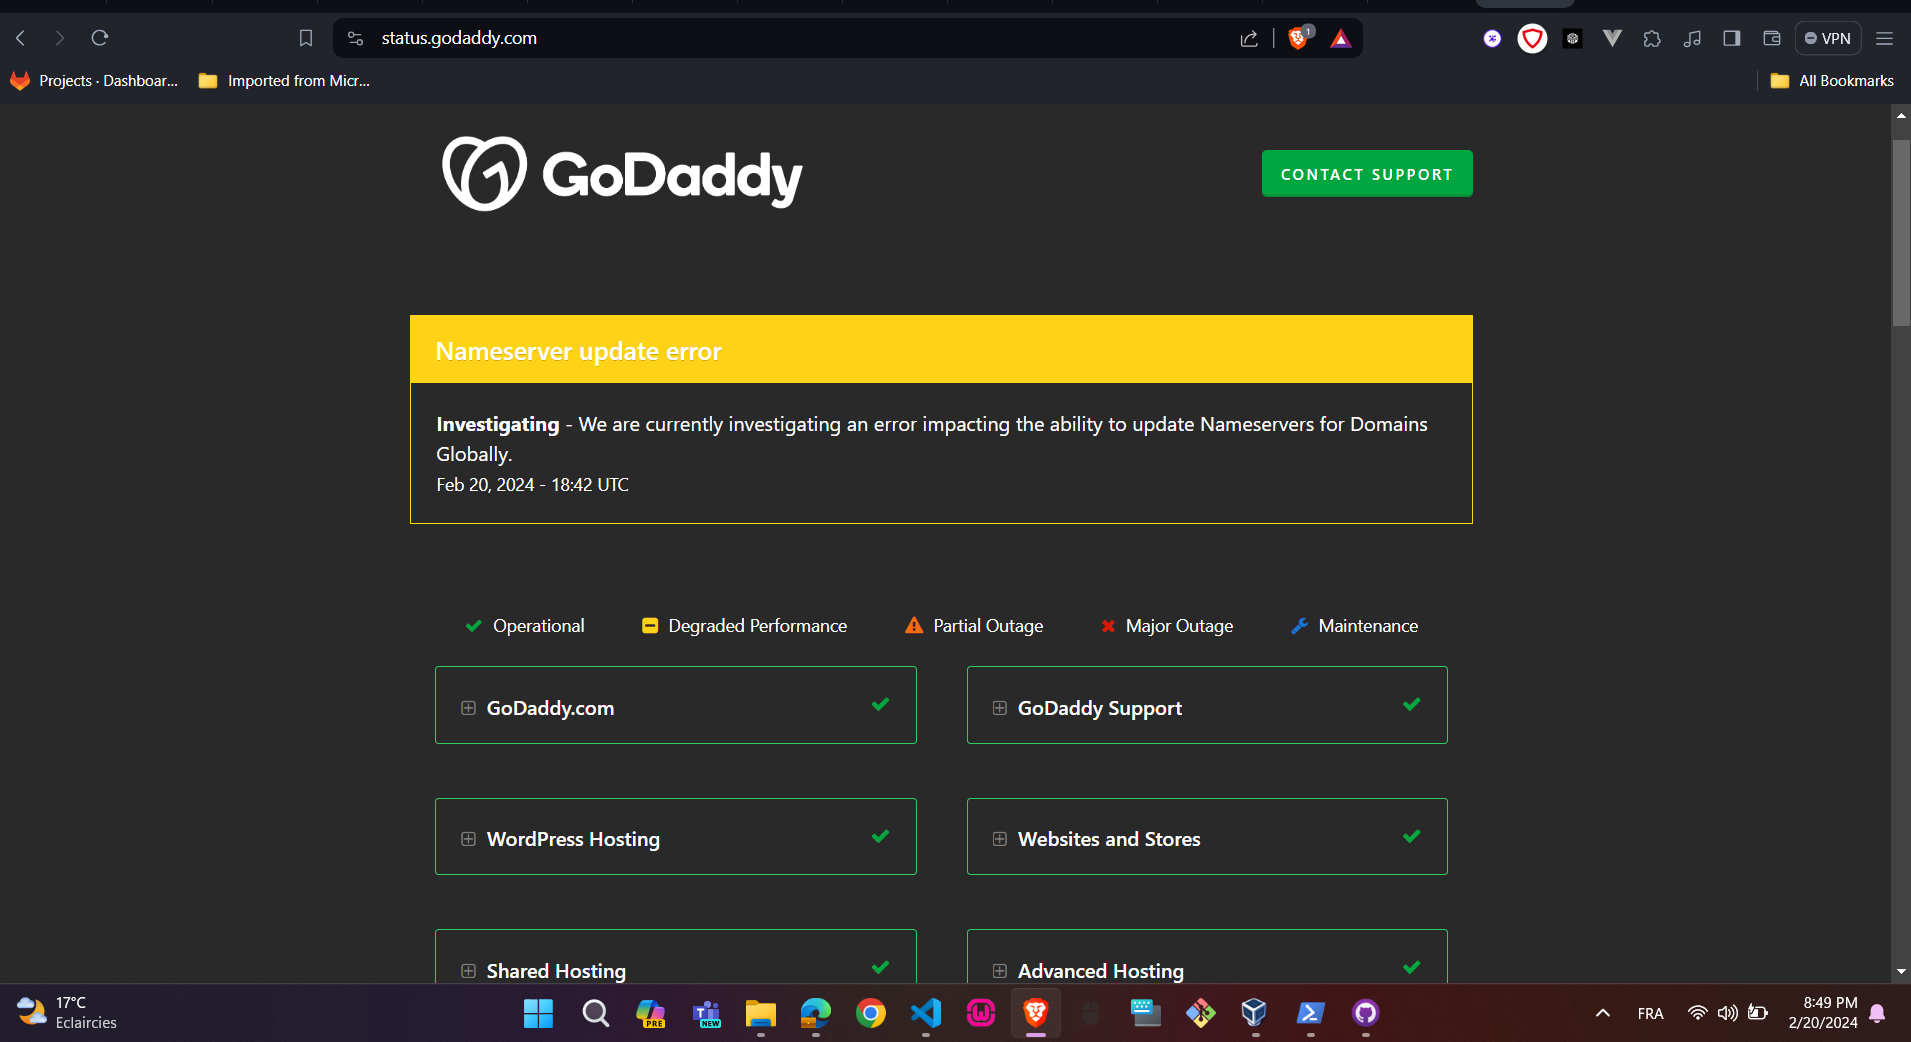 status.godaddy.com
1
VPN
Projects · Dashboar...
Imported from Micr...
All Bookmarks
GoDaddy
CONTACT SUPPORT
Nameserver update error
Investigating - We are currently investigating an error impacting the ability to update Nameservers for Domains
Globally.
Feb 20, 2024 - 18:42 UTC
Operational
Degraded Performance
Partial Outage
Major Outage
Maintenance
GoDaddy.com
GoDaddy Support
WordPress Hosting
Websites and Stores
Shared Hosting
Advanced Hosting
17°C
Eclaircies
PRE
NEW
FRA
8:49 PM
2/20/2024